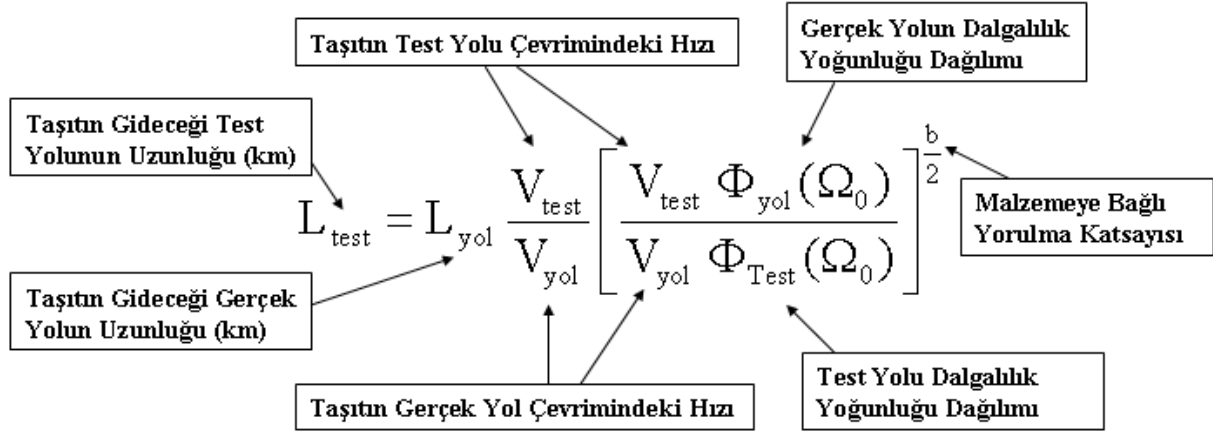 Taşıtın Test Yolu Çevrimindeki Hızı
Gerçek Yolun Dalgalılık
Yoğunluğu Dağılımı
Taşıtın Gideceği Test
Yolunun Uzunluğu (km)
L_test = L_yol V_test / V_yol [ V_test Φ_yol(Ω_0) / V_yol Φ_Test(Ω_0) ]^(b/2)
Malzemeye Bağlı
Yorulma Katsayısı
Taşıtın Gideceği Gerçek
Yolun Uzunluğu (km)
Taşıtın Gerçek Yol Çevrimindeki Hızı
Test Yolu Dalgalılık
Yoğunluğu Dağılımı